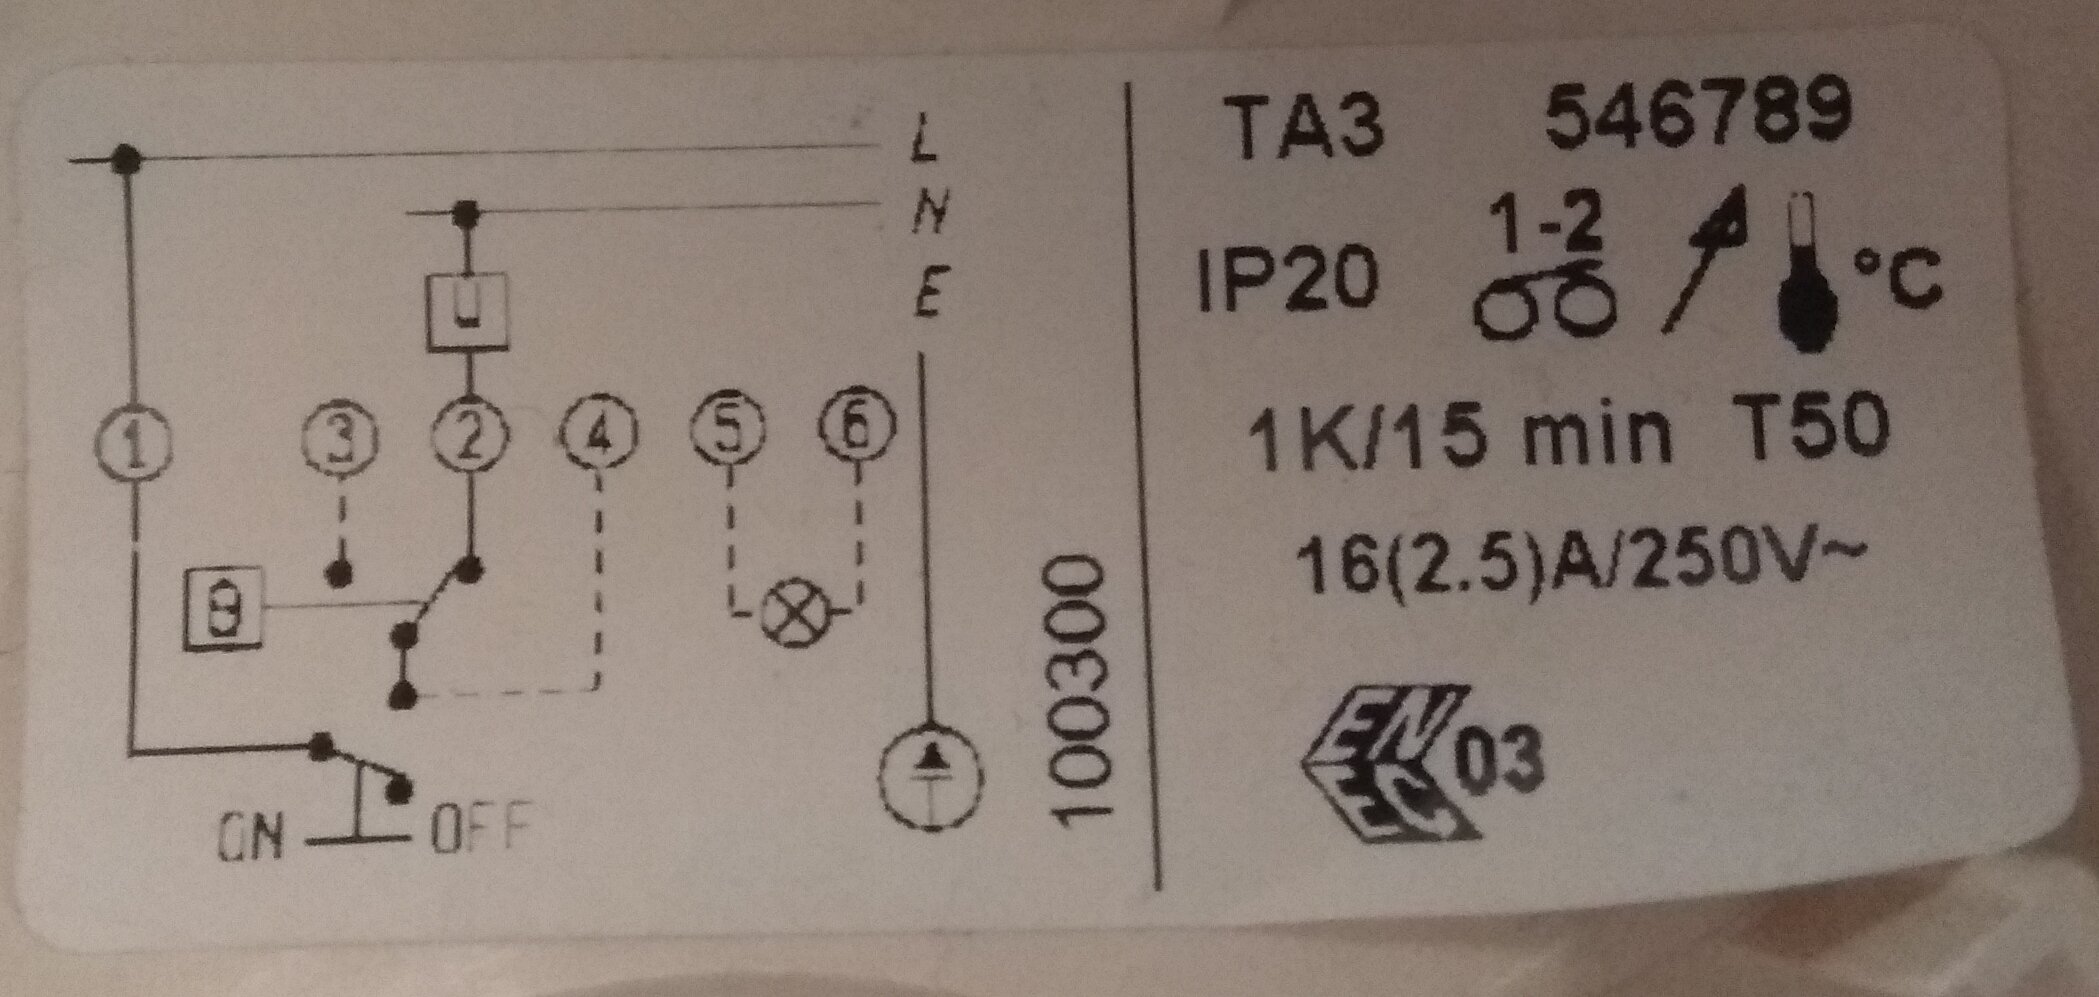 L
N
E
U
1 3 2 4 5 6
θ
ON OFF
100300
TA3 546789
IP20 1-2 °C
1K/15 min T50
16(2.5)A/250V~
ENEC 03